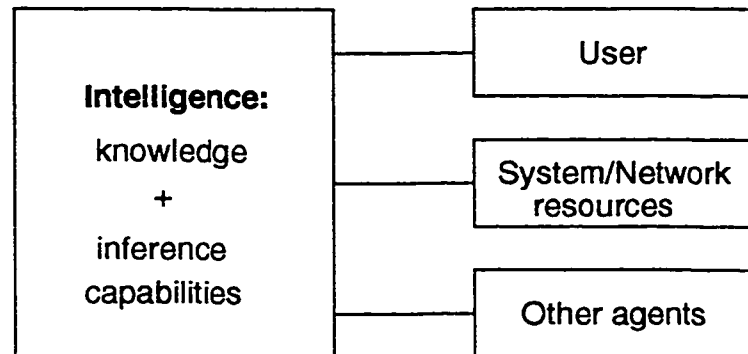 Intelligence:
knowledge
+
inference
capabilities
User
System/Network
resources
Other agents